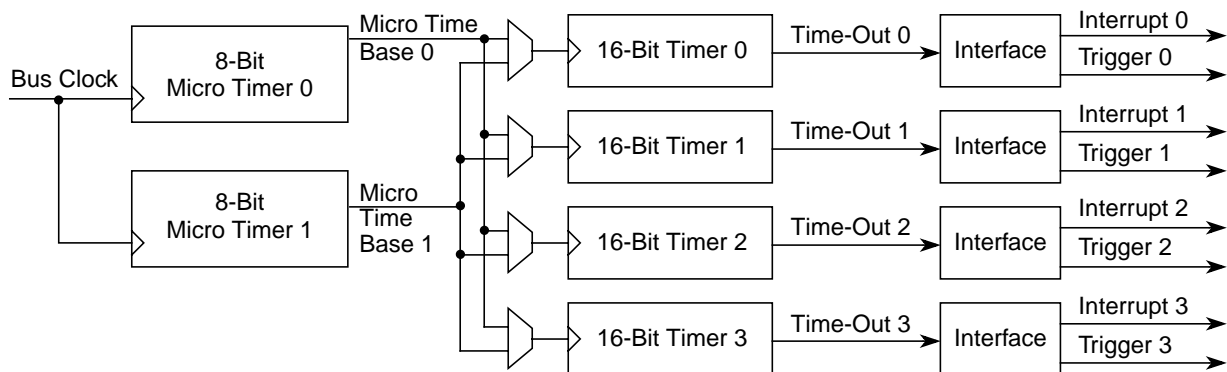 Bus Clock
8-Bit
Micro Timer 0
Micro Time
Base 0
16-Bit Timer 0
Time-Out 0
Interface
Interrupt 0
Trigger 0
16-Bit Timer 1
Time-Out 1
Interface
Interrupt 1
Trigger 1
8-Bit
Micro Timer 1
Micro
Time
Base 1
16-Bit Timer 2
Time-Out 2
Interface
Interrupt 2
Trigger 2
16-Bit Timer 3
Time-Out 3
Interface
Interrupt 3
Trigger 3